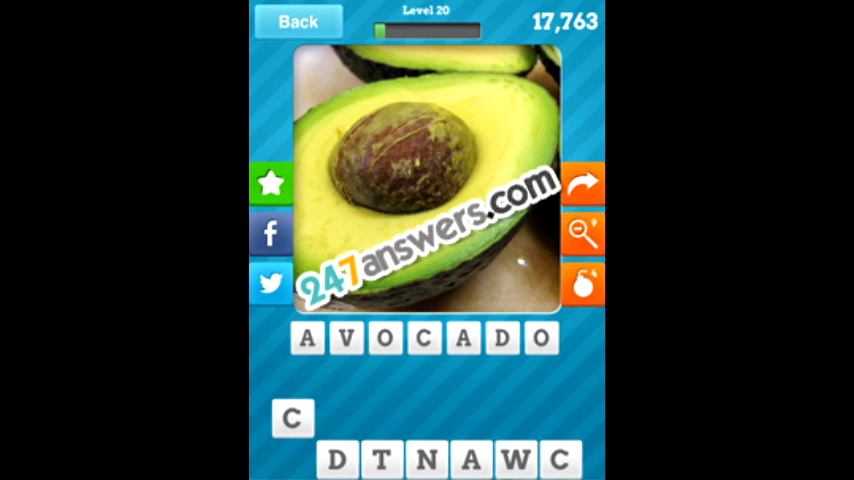 Back
Level 20
17,763
247answers.com
AVOCADO
C
DTNAWC